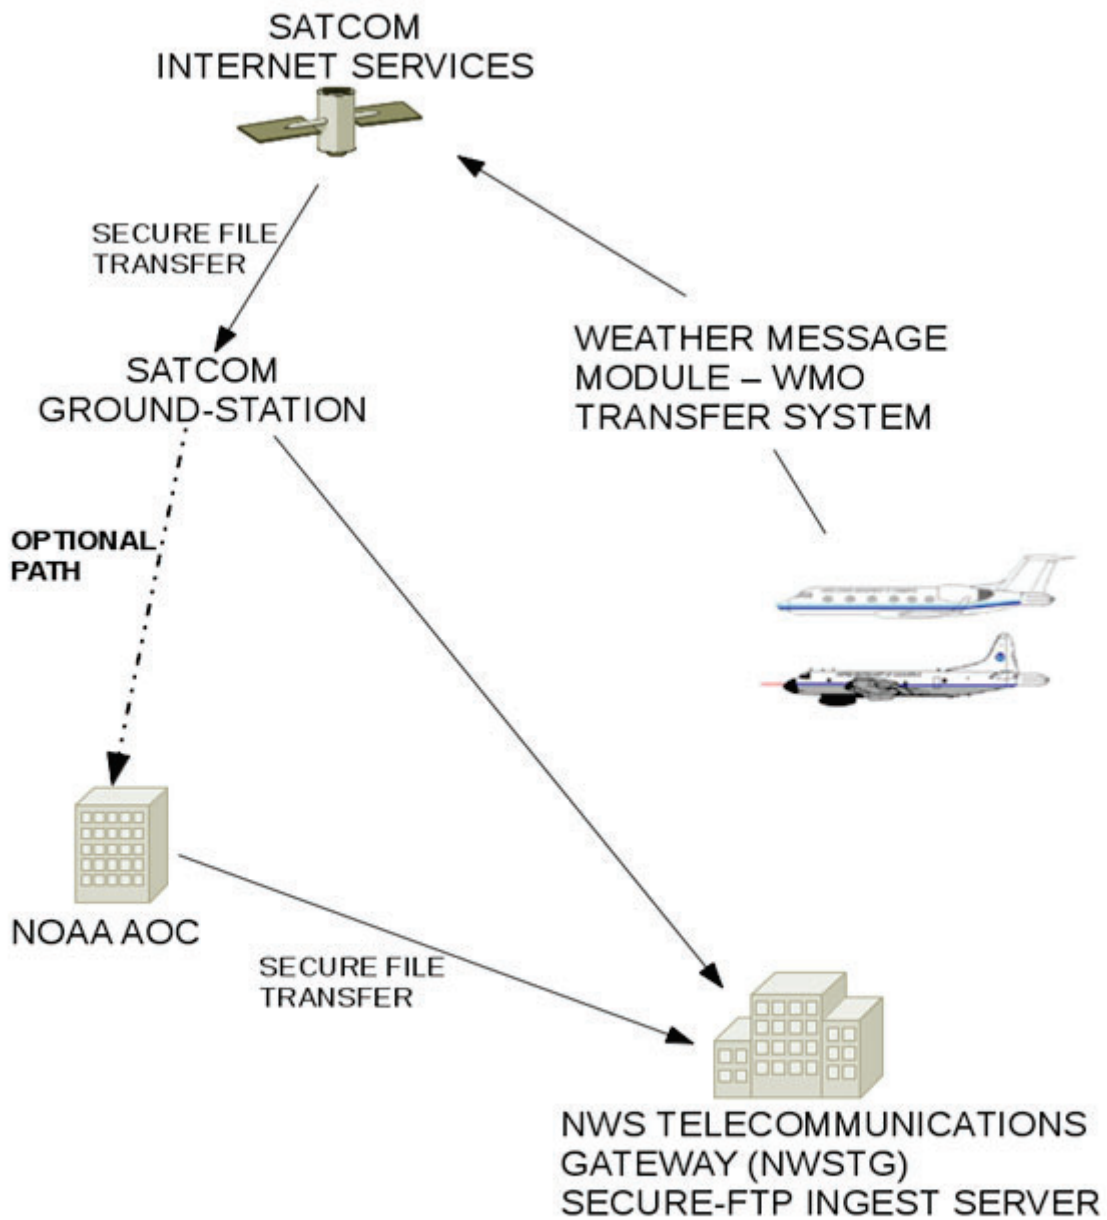 SATCOM
INTERNET SERVICES
SECURE FILE
TRANSFER
SATCOM
GROUND-STATION
WEATHER MESSAGE
MODULE – WMO
TRANSFER SYSTEM
OPTIONAL
PATH
NOAA AOC
SECURE FILE
TRANSFER
NWS TELECOMMUNICATIONS
GATEWAY (NWSTG)
SECURE-FTP INGEST SERVER